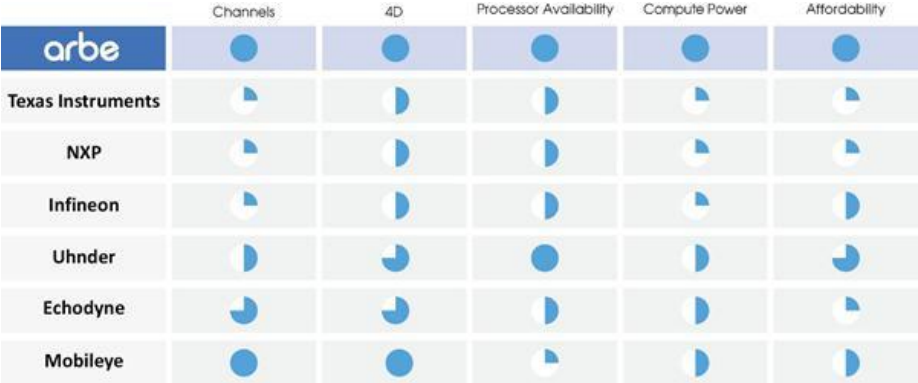 Channels 4D Processor Availability Compute Power Affordability
arbe
Texas Instruments
NXP
Infineon
Uhnder
Echodyne
Mobileye